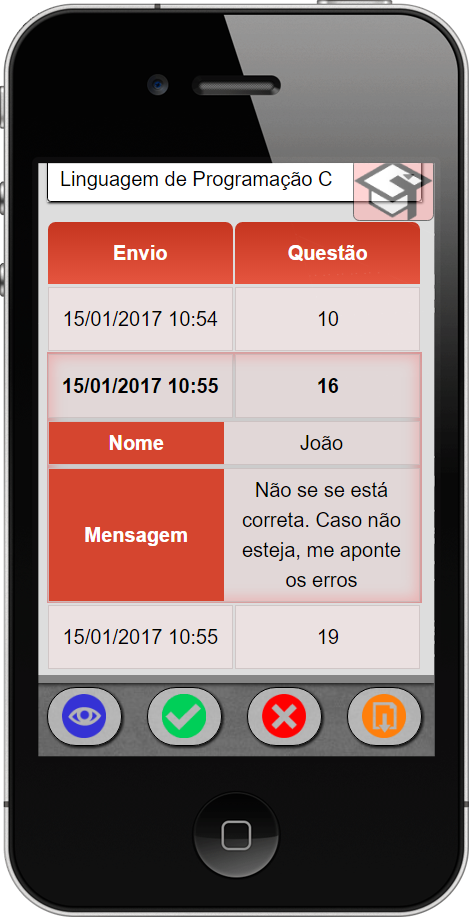 Linguagem de Programação C
Envio Questão
15/01/2017 10:54 10
15/01/2017 10:55 16
Nome João
Mensagem
Não se se está
correta. Caso não
esteja, me aponte
os erros
15/01/2017 10:55 19